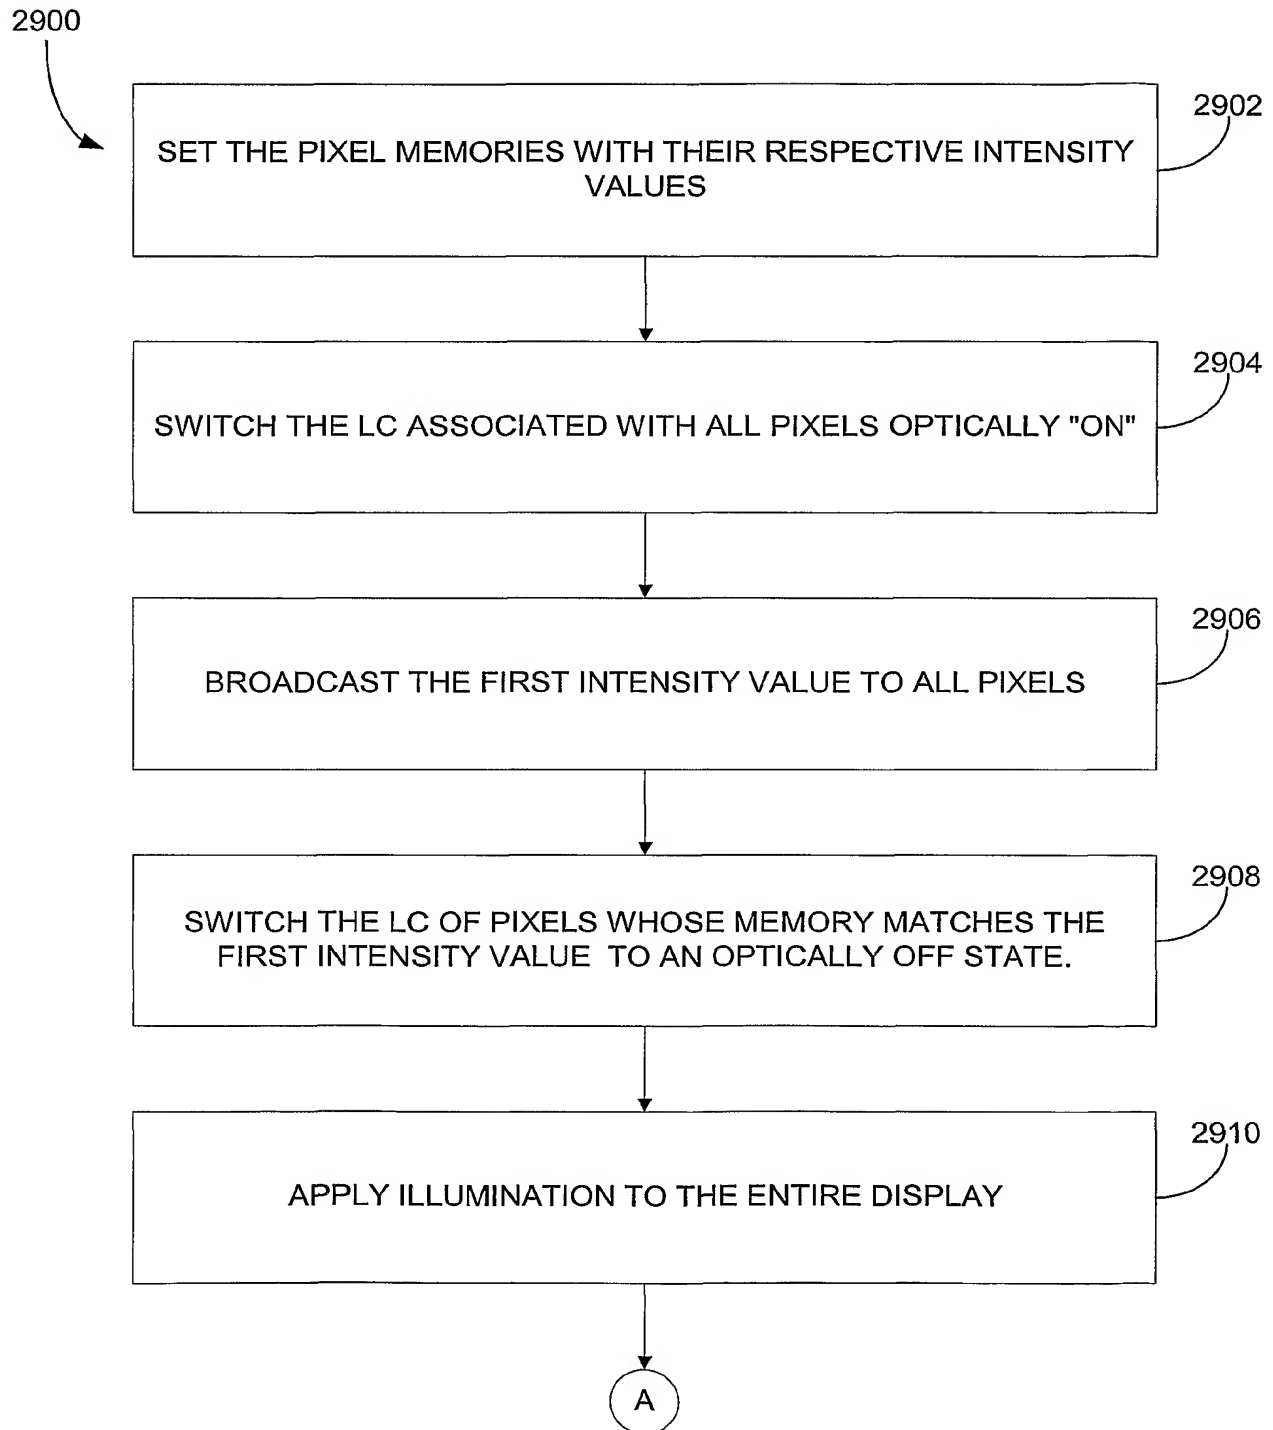 2900
2902
SET THE PIXEL MEMORIES WITH THEIR RESPECTIVE INTENSITY
VALUES
2904
SWITCH THE LC ASSOCIATED WITH ALL PIXELS OPTICALLY "ON"
2906
BROADCAST THE FIRST INTENSITY VALUE TO ALL PIXELS
2908
SWITCH THE LC OF PIXELS WHOSE MEMORY MATCHES THE
FIRST INTENSITY VALUE TO AN OPTICALLY OFF STATE.
2910
APPLY ILLUMINATION TO THE ENTIRE DISPLAY
A